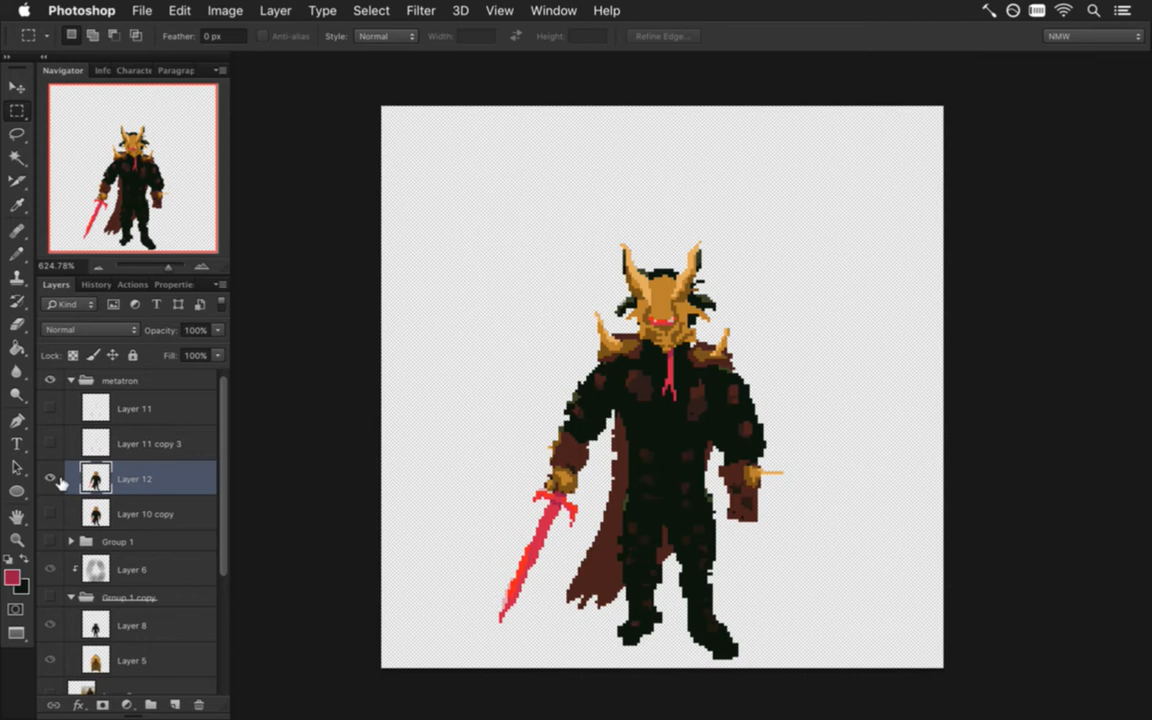 Photoshop File Edit Image Layer Type Select Filter 3D View Window Help
Feather: 0 px Anti-alias Style: Normal Width: Height: Refine Edge... NMW
Navigator Info Characte Paragrap
624.78%
Layers History Actions Propertie
Kind
Normal Opacity: 100%
Lock: Fill: 100%
metatron
Layer 11
Layer 11 copy 3
Layer 12
Layer 10 copy
Group 1
Layer 6
Group 1 copy
Layer 8
Layer 5